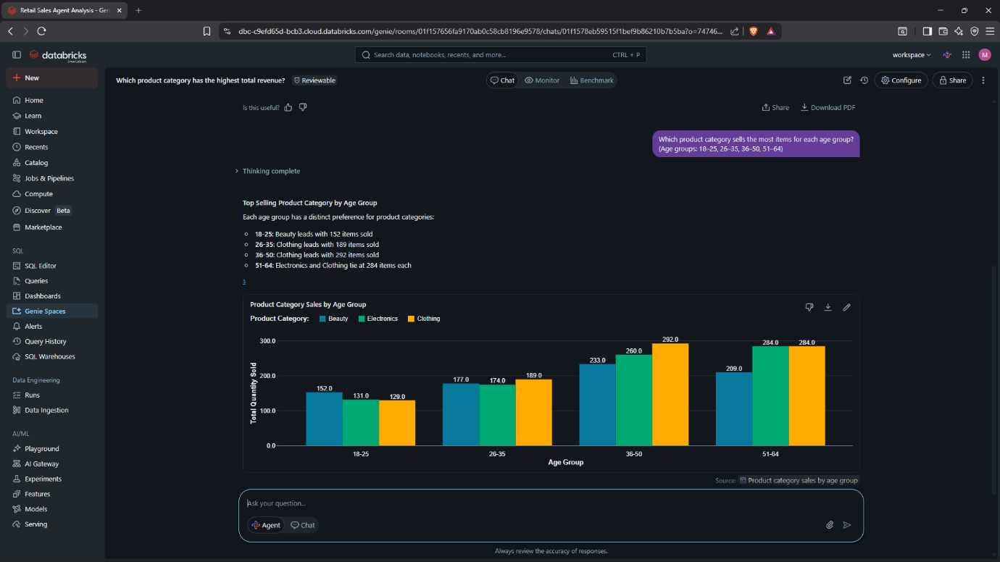 Retail Sales Agent Analysis - Gen
dbc-c9efd65d-bcb3.cloud.databricks.com/genie/rooms/01f157656fa9170ab0c58cb8196e9578/chats/01f1578eb59515f1bef9b86210b7b5ba?o=74746...
databricks
Free Edition
Search data, notebooks, recents, and more...
CTRL + P
workspace
M
New
Home
Learn
Workspace
Recents
Catalog
Jobs & Pipelines
Compute
Discover Beta
Marketplace
SQL
SQL Editor
Queries
Dashboards
Genie Spaces
Alerts
Query History
SQL Warehouses
Data Engineering
Runs
Data Ingestion
AI/ML
Playground
AI Gateway
Experiments
Features
Models
Serving
Which product category has the highest total revenue? Reviewable
Chat Monitor Benchmark
Configure Share
Is this useful?
Share Download PDF
Which product category sells the most items for each age group?
(Age groups: 18–25, 26–35, 36–50, 51–64)
Thinking complete
Top Selling Product Category by Age Group
Each age group has a distinct preference for product categories:
18-25: Beauty leads with 152 items sold
26-35: Clothing leads with 189 items sold
36-50: Clothing leads with 292 items sold
51-64: Electronics and Clothing tie at 284 items each
3
Product Category Sales by Age Group
Product Category: Beauty Electronics Clothing
Total Quantity Sold
300.0
200.0
100.0
0.0
152.0 131.0 129.0
177.0 174.0 189.0
233.0 260.0 292.0
209.0 284.0 284.0
18-25 26-35 36-50 51-64
Age Group
Source: Product category sales by age group
Ask your question...
Agent Chat
Always review the accuracy of responses.